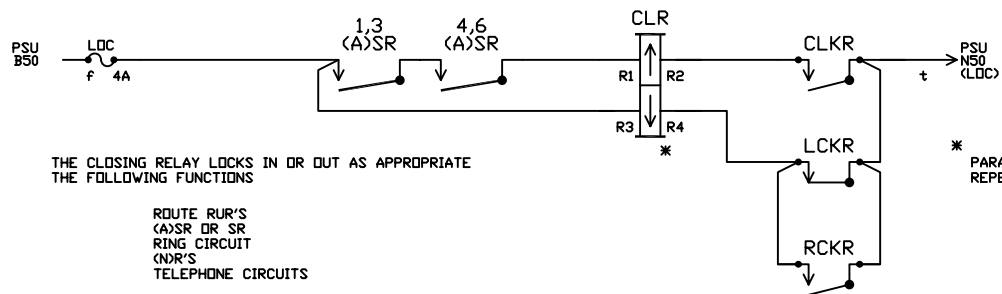 CLR
1,3
(A)SR
4,6
(A)SR
CLKR
PSU
B50
LOC
f 4A
R1 R2
PSU
N50
(LOC)
t
R3 R4
*
LCKR
*
PARA
REPE
THE CLOSING RELAY LOCKS IN OR OUT AS APPROPRIATE
THE FOLLOWING FUNCTIONS
ROUTE RUR'S
(A)SR OR SR
RING CIRCUIT
(N)R'S
TELEPHONE CIRCUITS
RCKR